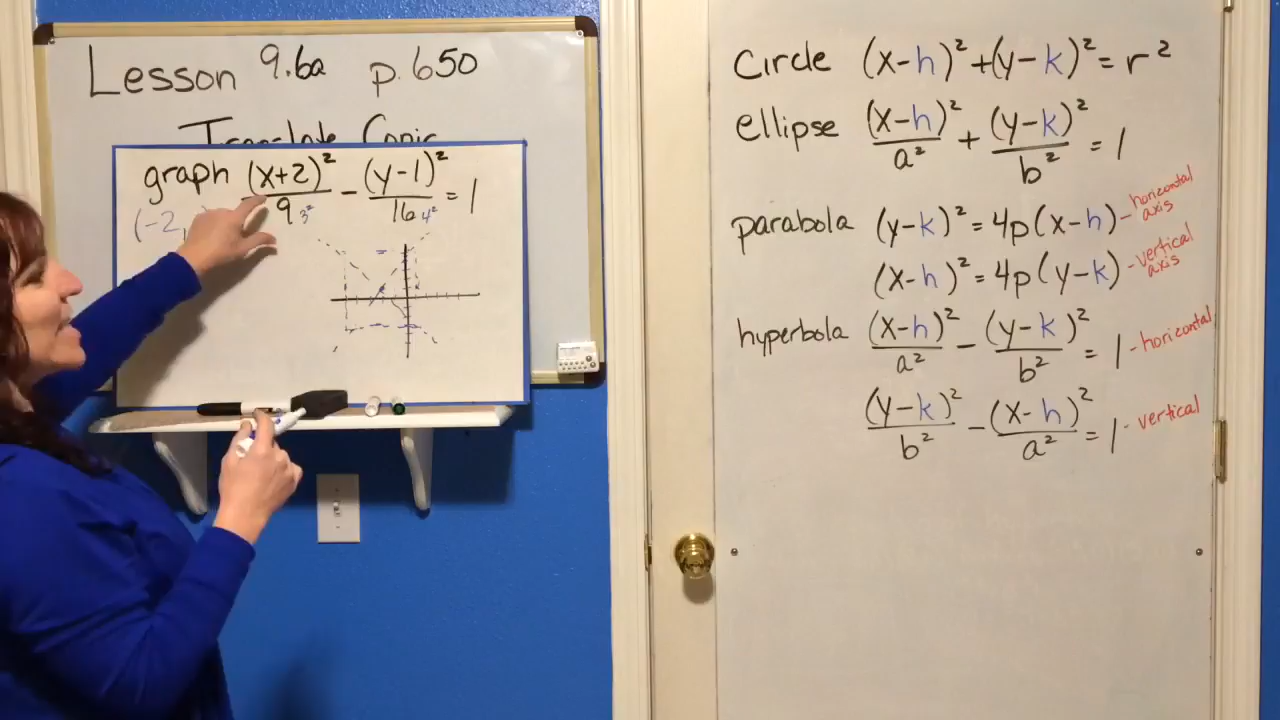 Lesson 9.6a p.650
Translate Conic
graph (x+2)²/9 3² − (y−1)²/16 4² = 1
(-2,
Circle (x-h)²+(y-k)²=r²
ellipse (x-h)²/a² + (y-k)²/b² = 1
parabola (y-k)²=4p(x-h) - horizontal axis
(x-h)²=4p(y-k) - vertical axis
hyperbola (x-h)²/a² − (y-k)²/b² = 1 - horizontal
(y-k)²/b² − (x-h)²/a² = 1 - vertical